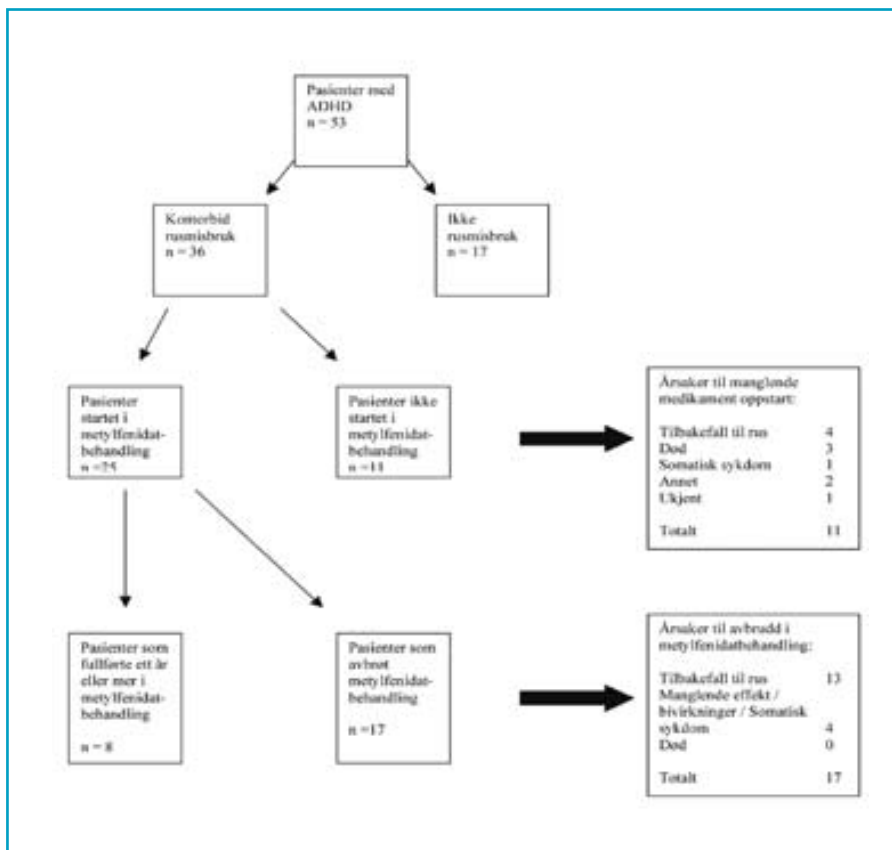 Pasienter med
ADHD
n = 53
Komorbid
rusmisbruk
n = 36
Ikke
rusmisbruk
n = 17
Pasienter
startet i
metylfenidat-
behandling
n =25
Pasienter ikke
startet i
metylfenidat-
behandling
n =11
Årsaker til manglende
medikament oppstart:
Tilbakefall til rus 4
Død 3
Somatisk sykdom 1
Annet 2
Ukjent 1
Totalt 11
Pasienter som
fullførte ett år
eller mer i
metylfenidat-
behandling
n = 8
Pasienter som
avbrøt
metylfenidat-
behandling
n =17
Årsaker til avbrudd i
metylfenidatbehandling:
Tilbakefall til rus 13
Manglende effekt /
bivirkninger / Somatisk
sykdom 4
Død 0
Totalt 17